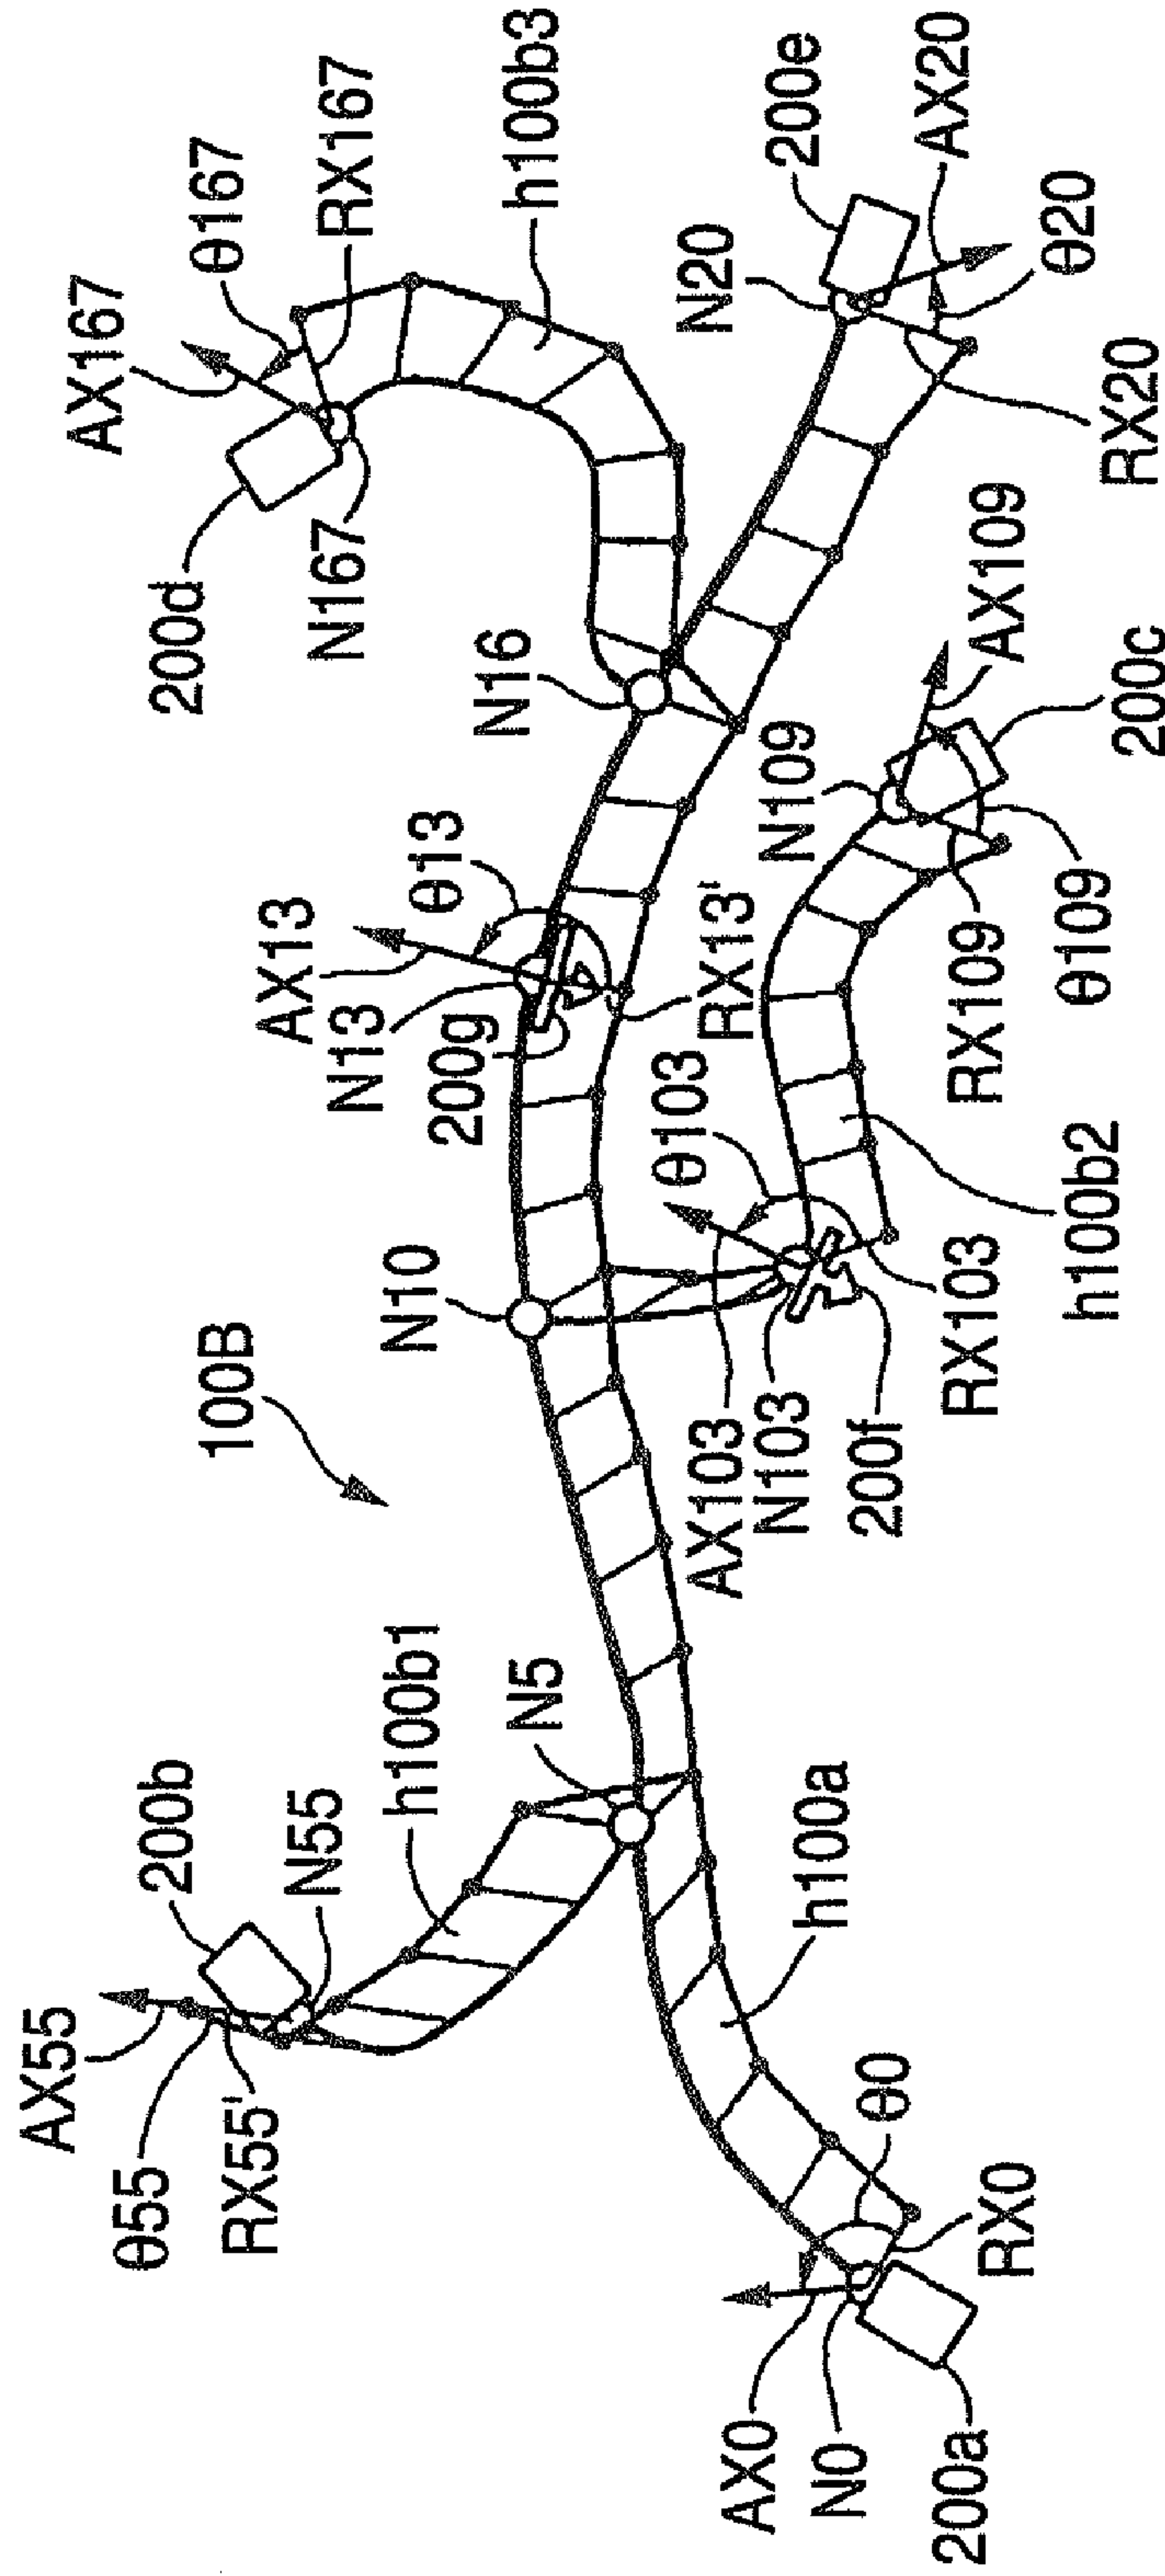 AX55
θ55
RX55'
200b
N55
h100b1
N5
100B
N10
AX13
N13
200g
θ13
RX13'
θ103
AX103
N103
200f
RX103
h100b2
RX109
θ109
N109
AX109
200c
N16
200d
N167
AX167
θ167
RX167
h100b3
N20
200e
AX20
θ20
RX20
h100a
θ0
RX0
AX0
N0
200a